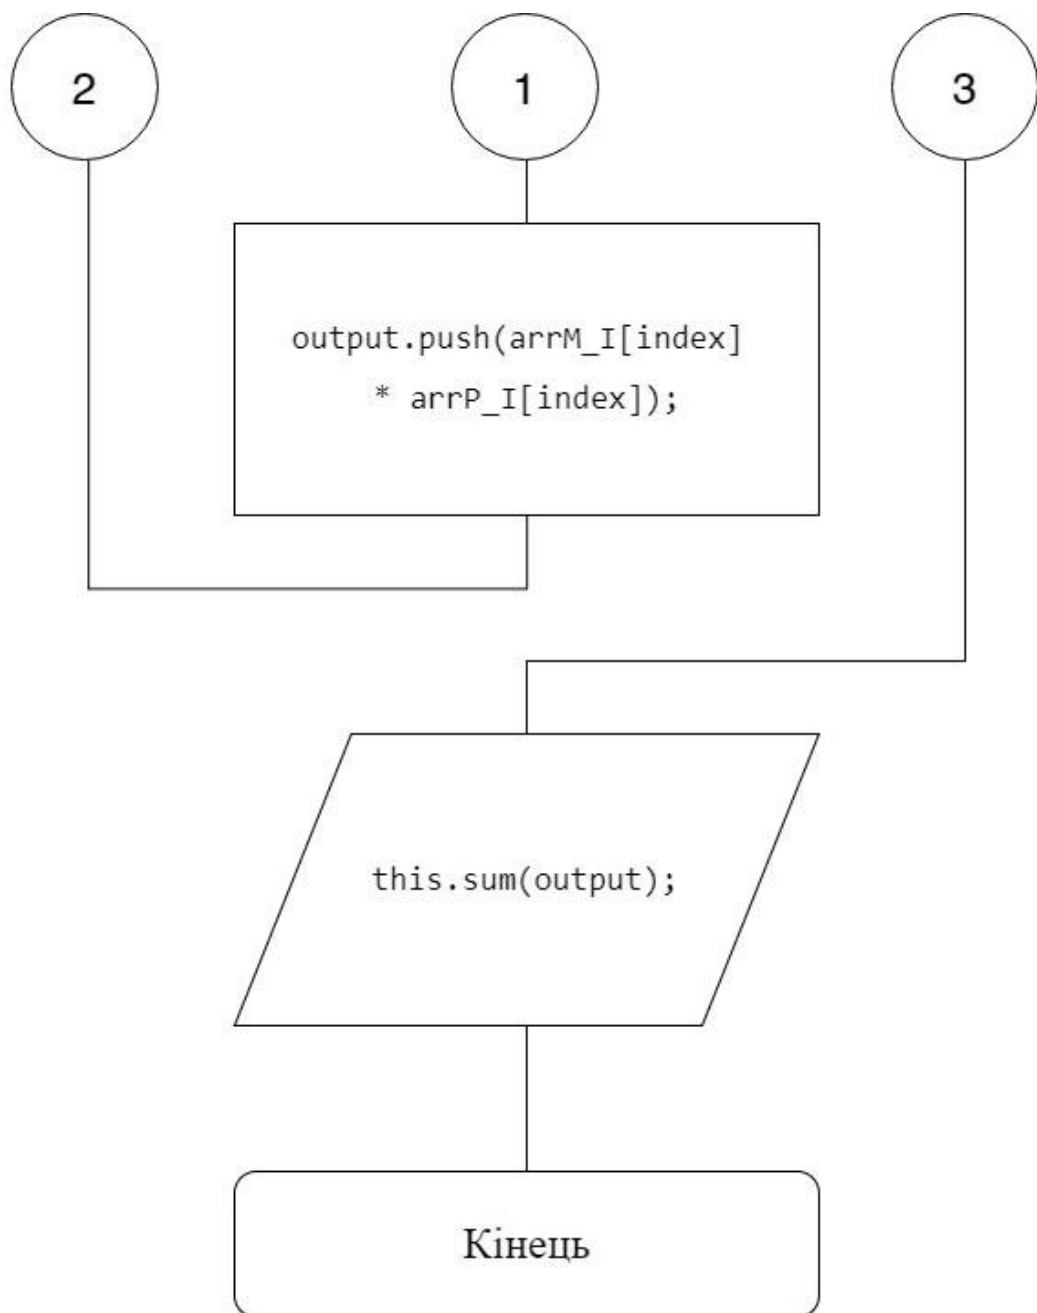 2
1
3
output.push(arrM_I[index]
* arrP_I[index]);
this.sum(output);
Кінець